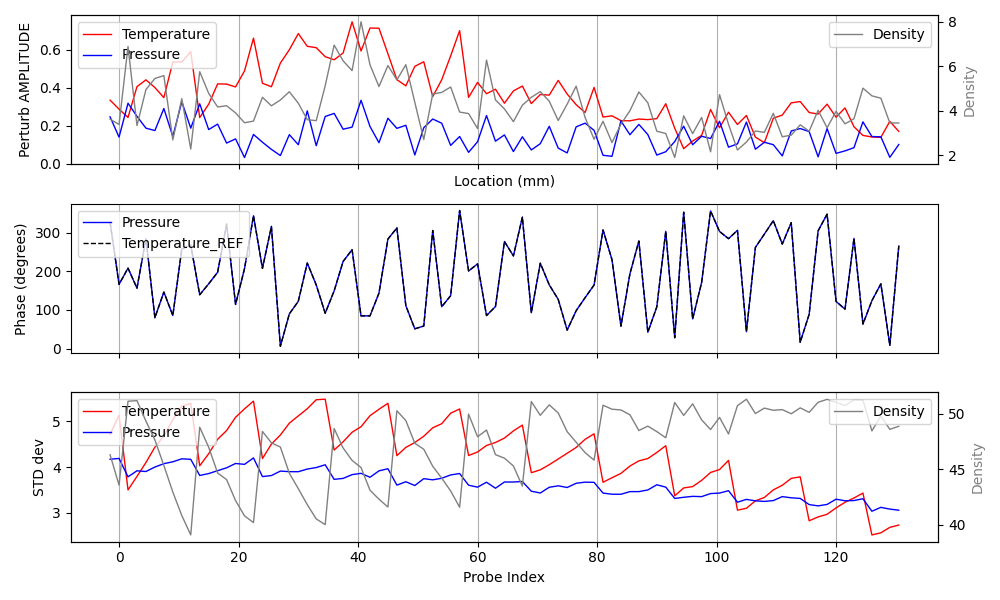 Temperature
Pressure
Density
8
6
4
2
0.6
0.4
0.2
0.0
Perturb AMPLITUDE
Density
Location (mm)
Pressure
Temperature_REF
300
200
100
0
Phase (degrees)
Temperature
Pressure
Density
5
4
3
STD dev
50
45
40
Density
0 20 40 60 80 100 120
Probe Index